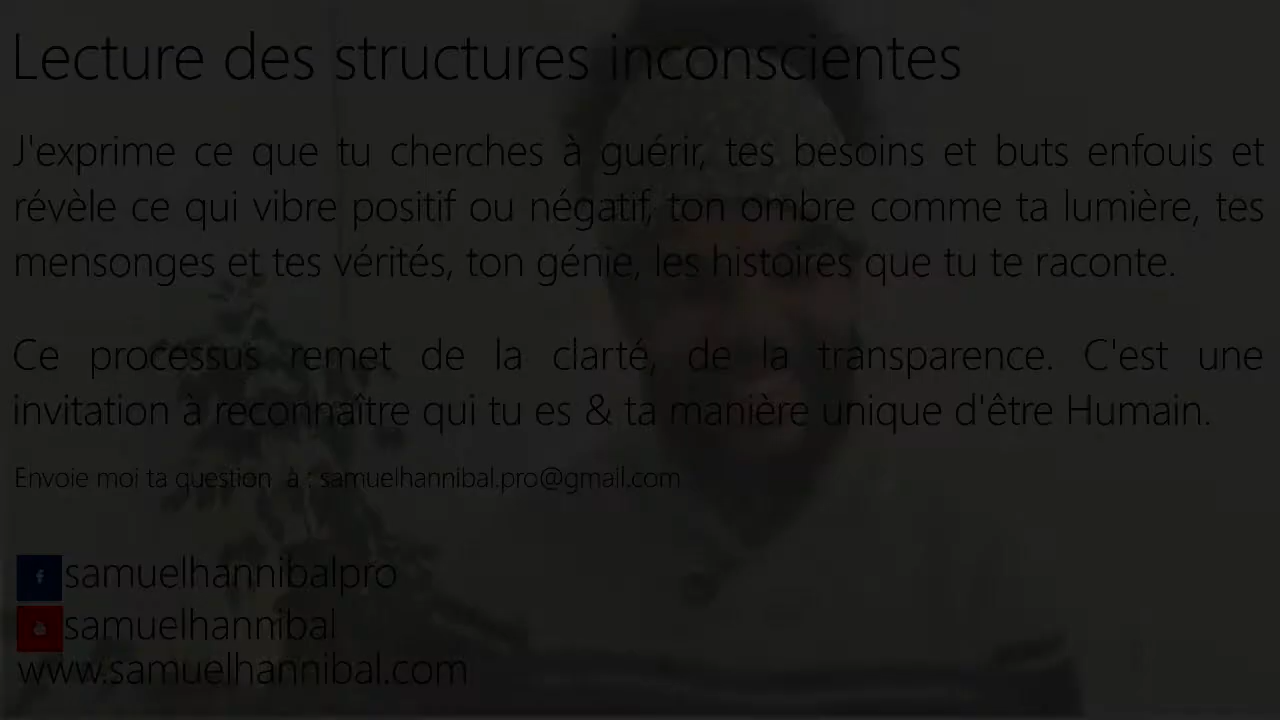 Lecture des structures inconscientes
J'exprime ce que tu cherches à guérir, tes besoins et buts enfouis et
révèle ce qui vibre positif ou négatif, ton ombre comme ta lumière, tes
mensonges et tes vérités, ton génie, les histoires que tu te raconte.
Ce processus remet de la clarté, de la transparence. C'est une
invitation à reconnaître qui tu es & ta manière unique d'être Humain.
Envoie moi ta question à : samuelhannibal.pro@gmail.com
samuelhannibalpro
samuelhannibal
www.samuelhannibal.com